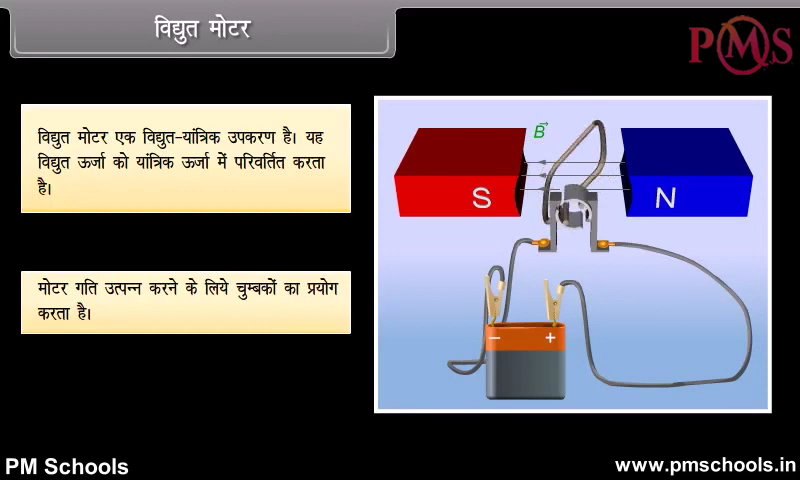 विद्युत मोटर
PMS
विद्युत मोटर एक विद्युत-यांत्रिक उपकरण है। यह
विद्युत ऊर्जा को यांत्रिक ऊर्जा में परिवर्तित करता
है।
मोटर गति उत्पन्न करने के लिये चुम्बकों का प्रयोग
करता है।
B
S N
− +
PM Schools
www.pmschools.in